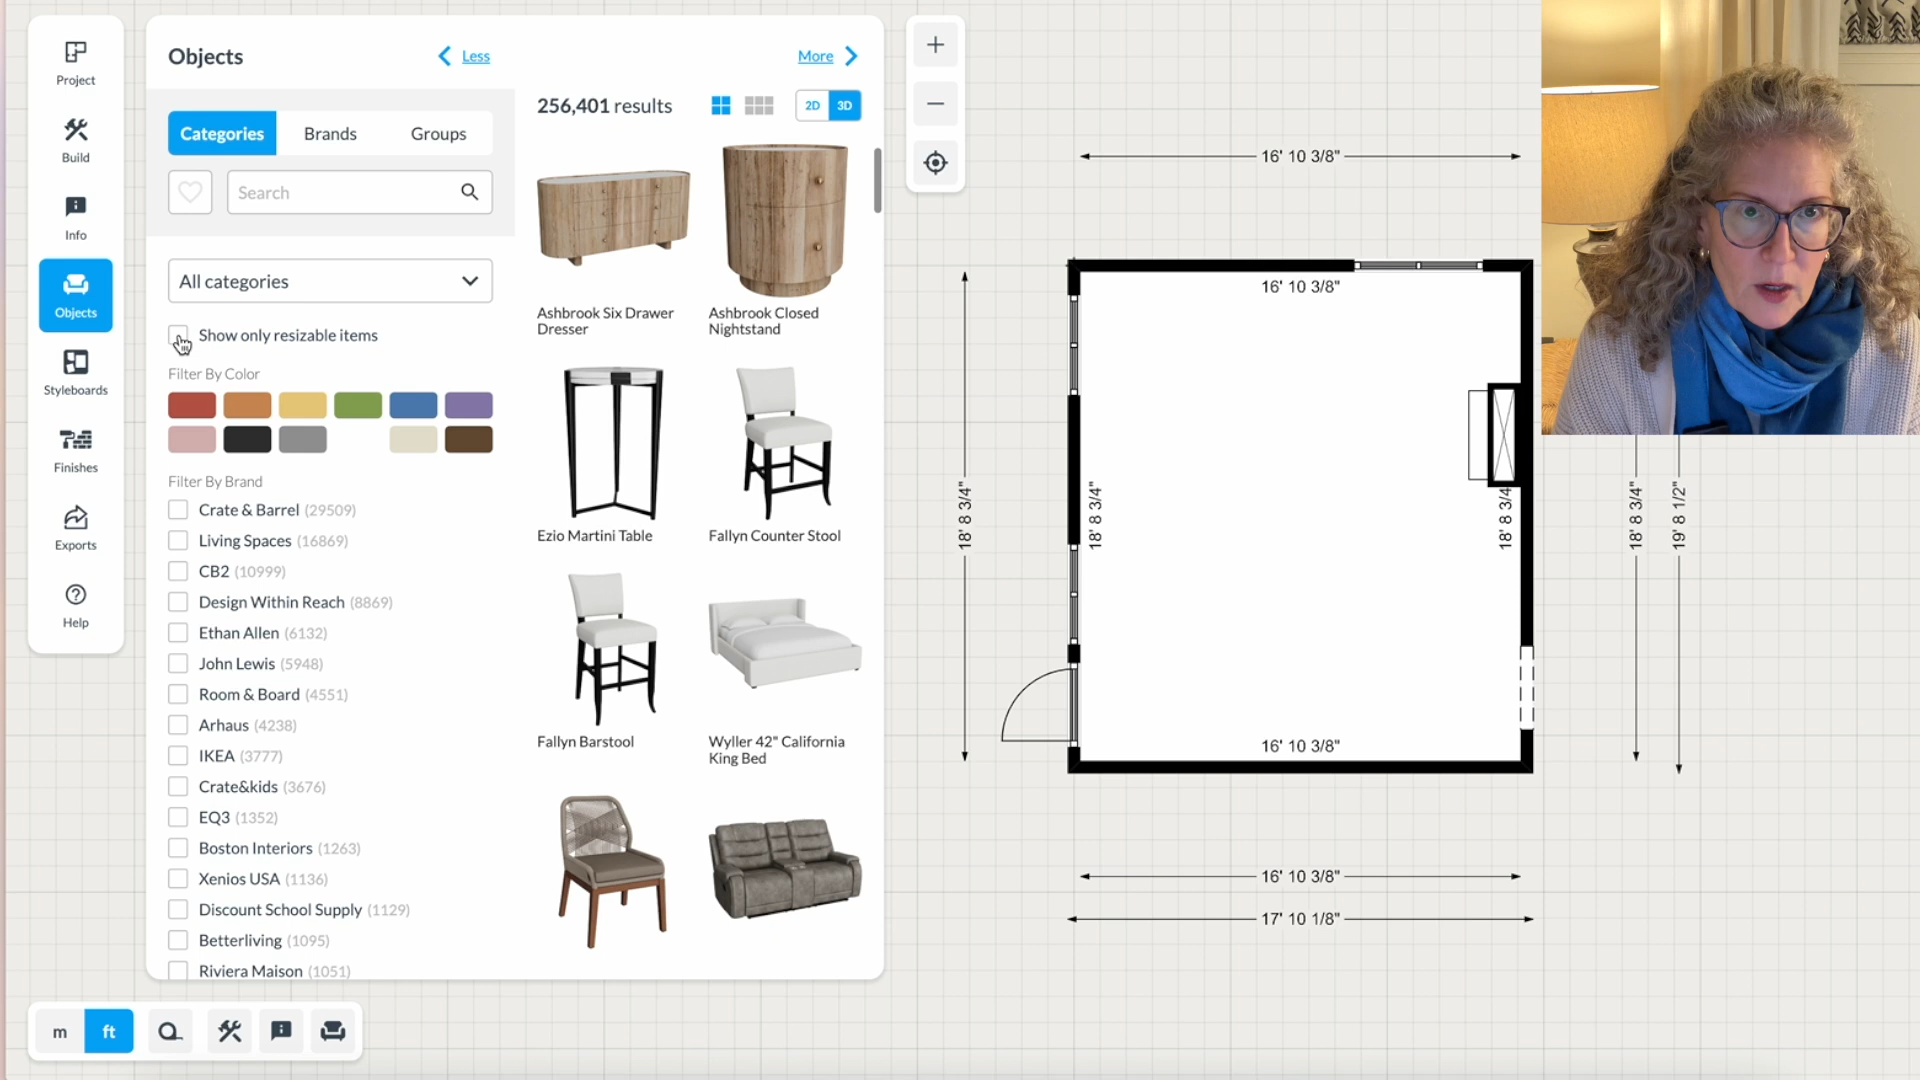 Project
Build
Info
Objects
Styleboards
Finishes
Exports
Help
Objects
Less
More
Categories
Brands
Groups
Search
All categories
Show only resizable items
Filter By Color
Filter By Brand
Crate & Barrel (29509)
Living Spaces (16869)
CB2 (10999)
Design Within Reach (8869)
Ethan Allen (6132)
John Lewis (5948)
Room & Board (4551)
Arhaus (4238)
IKEA (3777)
Crate&kids (3676)
EQ3 (1352)
Boston Interiors (1263)
Xenios USA (1136)
Discount School Supply (1129)
Betterliving (1095)
Riviera Maison (1051)
256,401 results
2D
3D
Ashbrook Six Drawer
Dresser
Ashbrook Closed
Nightstand
Ezio Martini Table
Fallyn Counter Stool
Fallyn Barstool
Wyller 42" California
King Bed
16' 10 3/8"
16' 10 3/8"
18' 8 3/4"
18' 8 3/4"
18' 8 3/4
18' 8 3/4"
19' 8 1/2"
16' 10 3/8"
16' 10 3/8"
17' 10 1/8"
m
ft